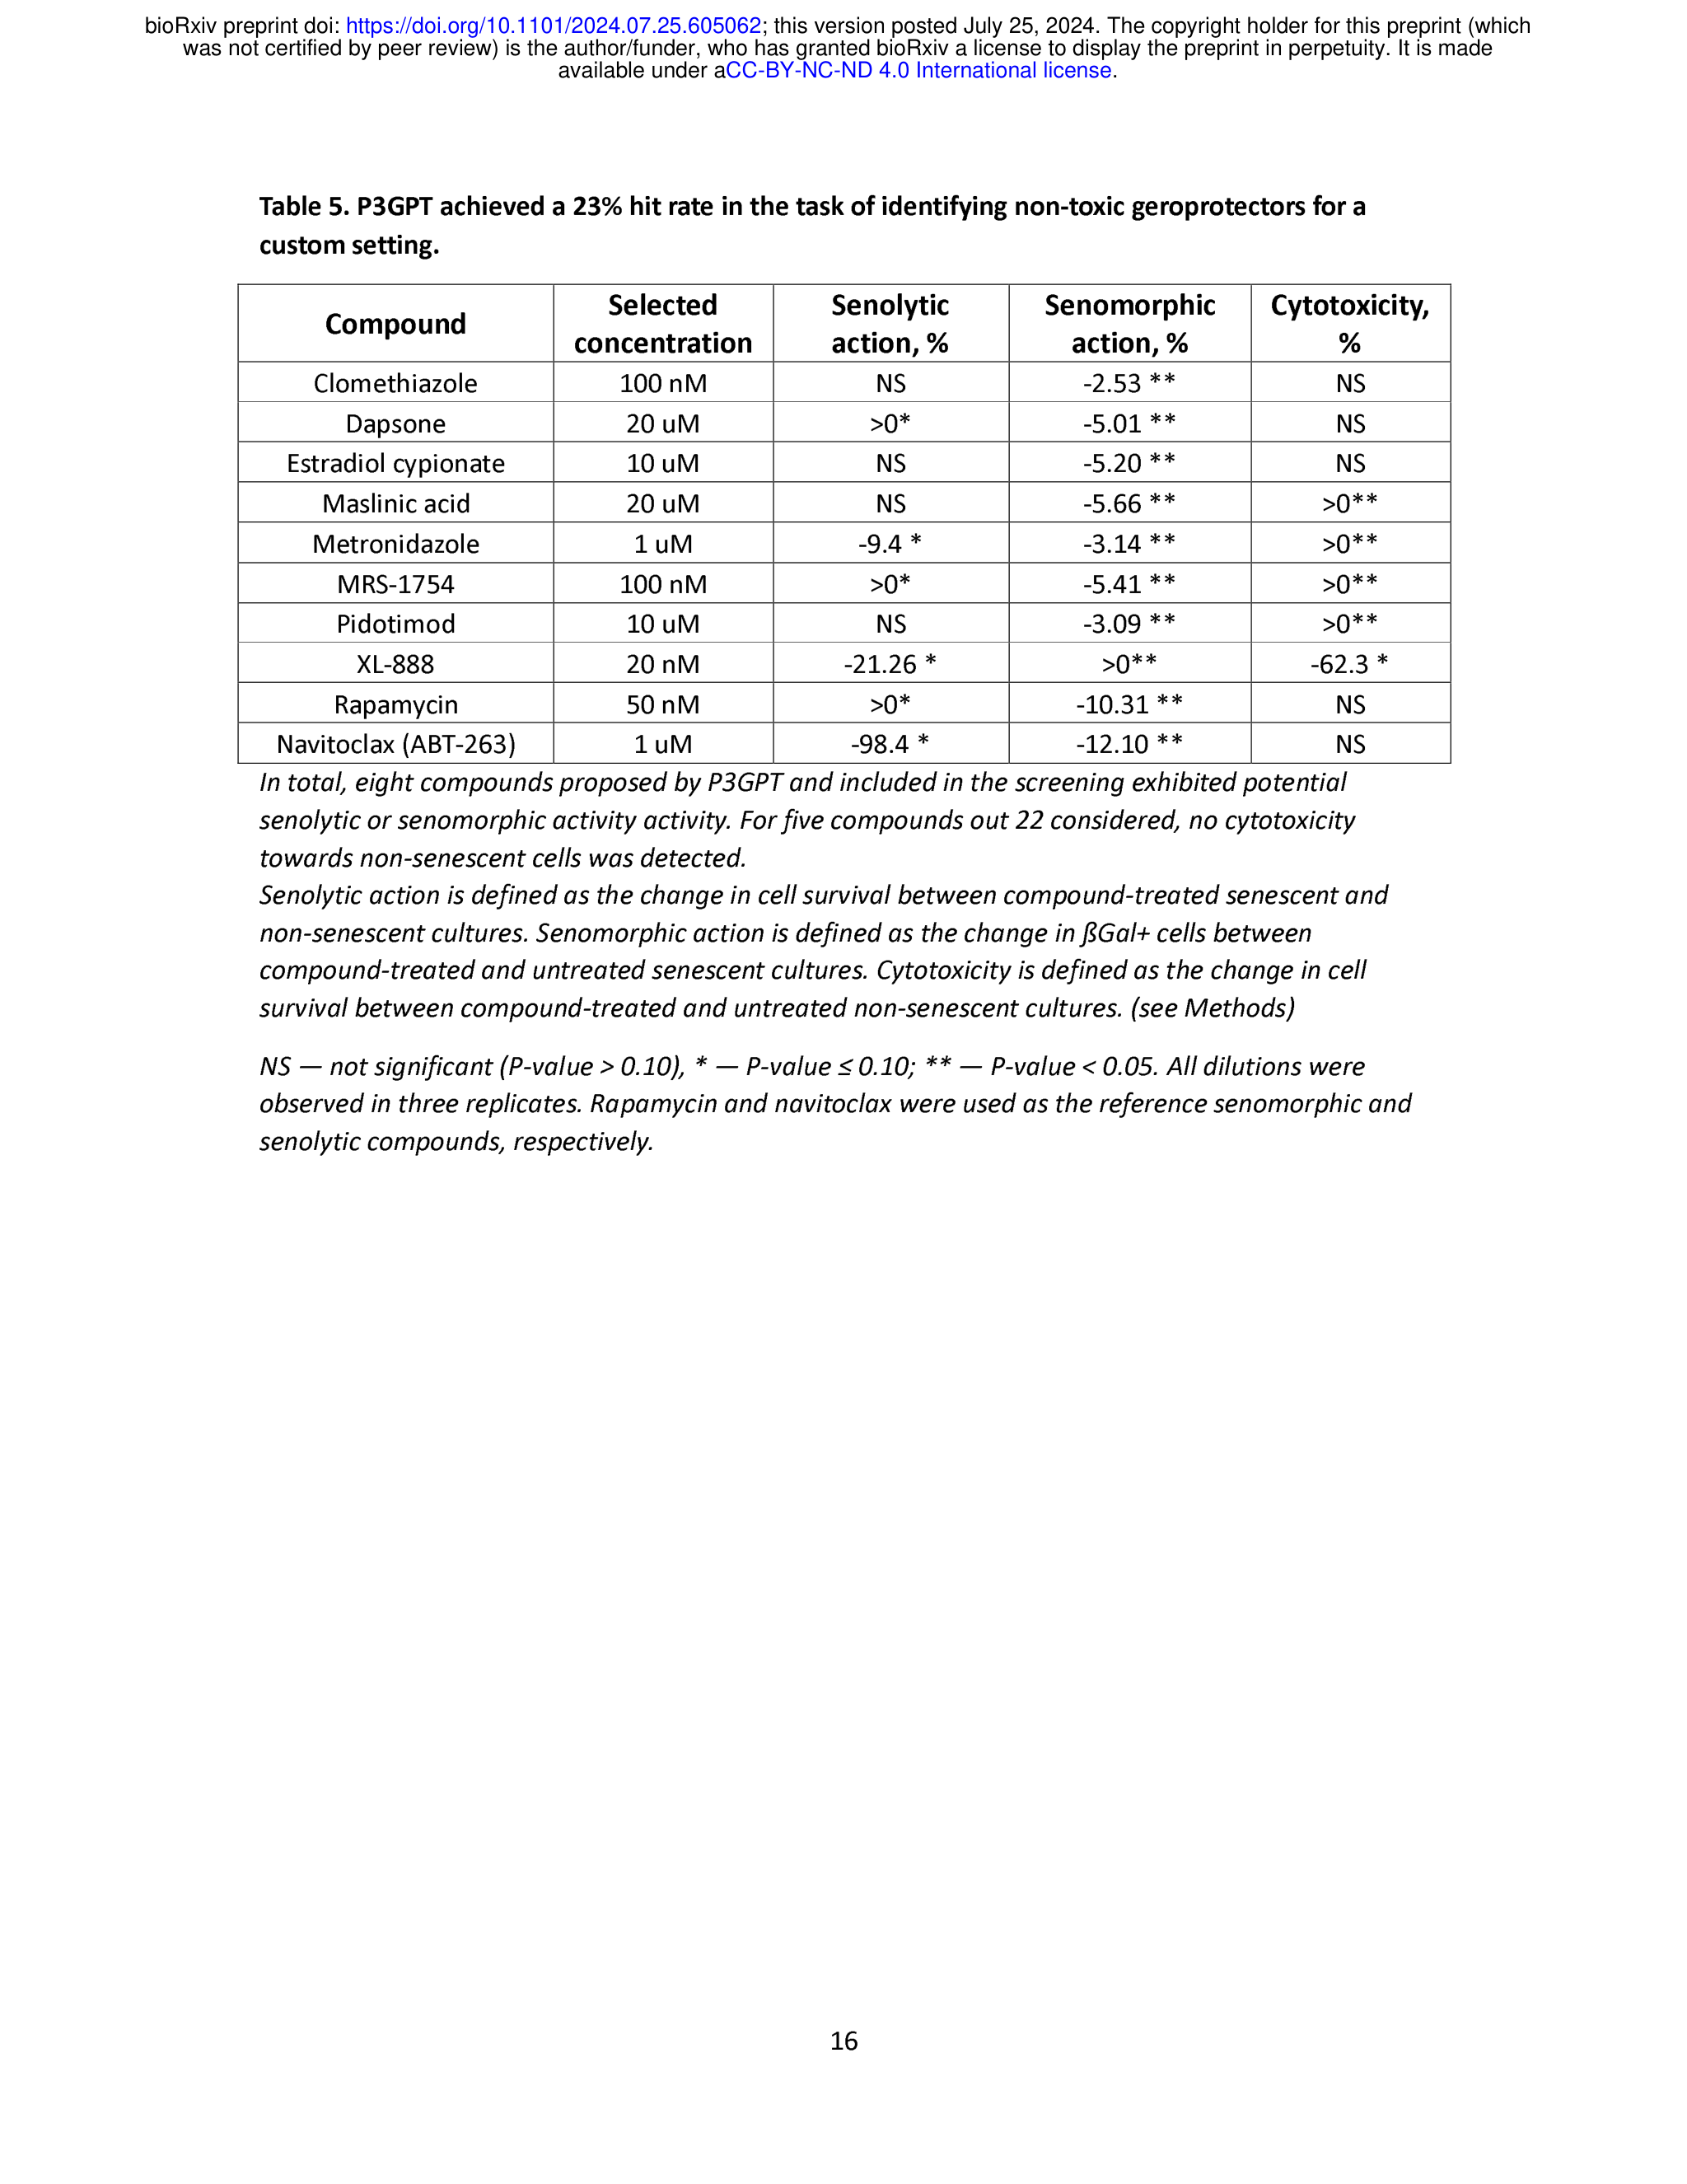 bioRxiv preprint doi: https://doi.org/10.1101/2024.07.25.605062; this version posted July 25, 2024. The copyright holder for this preprint (which
was not certified by peer review) is the author/funder, who has granted bioRxiv a license to display the preprint in perpetuity. It is made
available under aCC-BY-NC-ND 4.0 International license.
Table 5. P3GPT achieved a 23% hit rate in the task of identifying non-toxic geroprotectors for a
custom setting.
Compound Selected concentration Senolytic action, % Senomorphic action, % Cytotoxicity, %
Clomethiazole 100 nM NS -2.53 ** NS
Dapsone 20 uM >0* -5.01 ** NS
Estradiol cypionate 10 uM NS -5.20 ** NS
Maslinic acid 20 uM NS -5.66 ** >0**
Metronidazole 1 uM -9.4 * -3.14 ** >0**
MRS-1754 100 nM >0* -5.41 ** >0**
Pidotimod 10 uM NS -3.09 ** >0**
XL-888 20 nM -21.26 * >0** -62.3 *
Rapamycin 50 nM >0* -10.31 ** NS
Navitoclax (ABT-263) 1 uM -98.4 * -12.10 ** NS
In total, eight compounds proposed by P3GPT and included in the screening exhibited potential
senolytic or senomorphic activity activity. For five compounds out 22 considered, no cytotoxicity
towards non-senescent cells was detected.
Senolytic action is defined as the change in cell survival between compound-treated senescent and
non-senescent cultures. Senomorphic action is defined as the change in ßGal+ cells between
compound-treated and untreated senescent cultures. Cytotoxicity is defined as the change in cell
survival between compound-treated and untreated non-senescent cultures. (see Methods)
NS — not significant (P-value > 0.10), * — P-value ≤ 0.10; ** — P-value < 0.05. All dilutions were
observed in three replicates. Rapamycin and navitoclax were used as the reference senomorphic and
senolytic compounds, respectively.
16